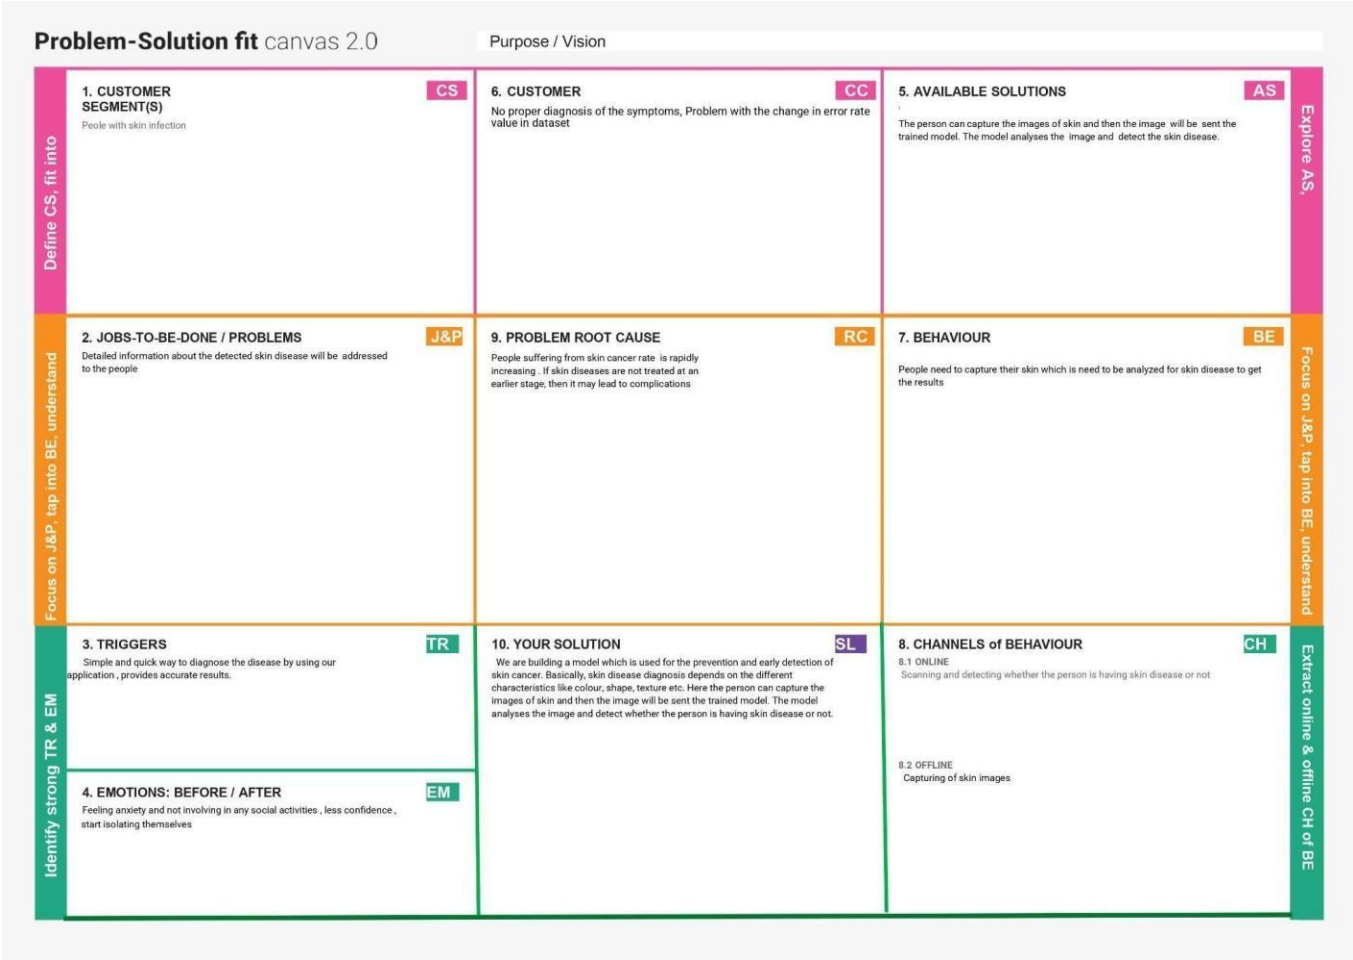 Problem-Solution fit canvas 2.0
Purpose / Vision
Define CS, fit into
1. CUSTOMER
SEGMENT(S)
CS
Peole with skin infection
6. CUSTOMER
CC
No proper diagnosis of the symptoms, Problem with the change in error rate
value in dataset
5. AVAILABLE SOLUTIONS
AS
The person can capture the images of skin and then the image will be sent the
trained model. The model analyses the image and detect the skin disease.
Explore AS,
Focus on J&P, tap into BE, understand
2. JOBS-TO-BE-DONE / PROBLEMS
J&P
Detailed information about the detected skin disease will be addressed
to the people
9. PROBLEM ROOT CAUSE
RC
People suffering from skin cancer rate is rapidly
increasing . If skin diseases are not treated at an
earlier stage, then it may lead to complications
7. BEHAVIOUR
BE
People need to capture their skin which is need to be analyzed for skin disease to get
the results
Focus on J&P, tap into BE, understand
Identify strong TR & EM
3. TRIGGERS
TR
Simple and quick way to diagnose the disease by using our
application , provides accurate results.
4. EMOTIONS: BEFORE / AFTER
EM
Feeling anxiety and not involving in any social activities , less confidence ,
start isolating themselves
10. YOUR SOLUTION
SL
We are building a model which is used for the prevention and early detection of
skin cancer. Basically, skin disease diagnosis depends on the different
characteristics like colour, shape, texture etc. Here the person can capture the
images of skin and then the image will be sent the trained model. The model
analyses the image and detect whether the person is having skin disease or not.
8. CHANNELS of BEHAVIOUR
CH
8.1 ONLINE
Scanning and detecting whether the person is having skin disease or not
8.2 OFFLINE
Capturing of skin images
Extract online & offline CH of BE